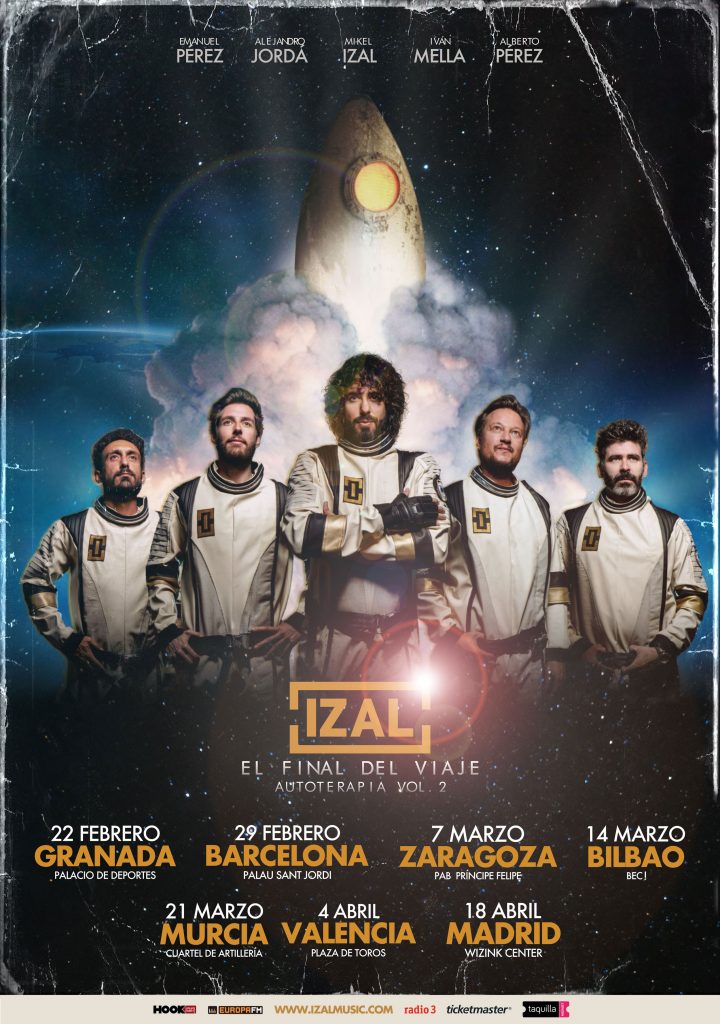 EMANUEL ALEJANDRO MIKEL IVÁN ALBERTO
PÉREZ JORDÁ IZAL MELLA PÉREZ
IZAL
EL FINAL DEL VIAJE
AUTOTERAPIA VOL. 2
22 FEBRERO 29 FEBRERO 7 MARZO 14 MARZO
GRANADA BARCELONA ZARAGOZA BILBAO
PALACIO DE DEPORTES PALAU SANT JORDI PAB. PRÍNCIPE FELIPE BEC!
21 MARZO 4 ABRIL 18 ABRIL
MURCIA VALENCIA MADRID
CUARTEL DE ARTILLERÍA PLAZA DE TOROS WIZINK CENTER
HOOK EUROPA FM WWW.IZALMUSIC.COM radio 3 ticketmaster® taquilla